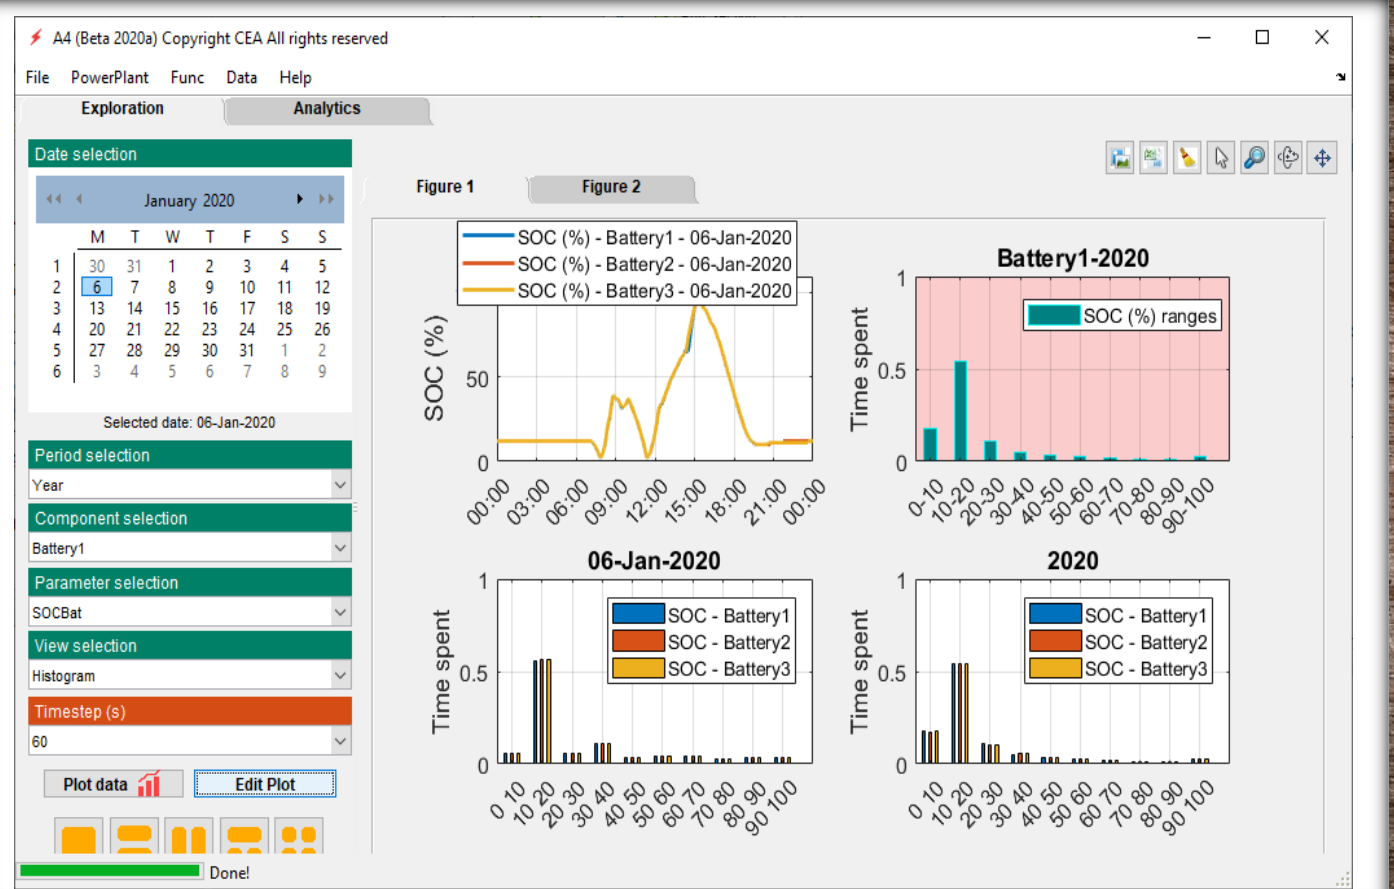 A4 (Beta 2020a) Copyright CEA All rights reserved
File PowerPlant Func Data Help
Exploration Analytics
Date selection
January 2020
M T W T F S S
1 30 31 1 2 3 4 5
2 6 7 8 9 10 11 12
3 13 14 15 16 17 18 19
4 20 21 22 23 24 25 26
5 27 28 29 30 31 1 2
6 3 4 5 6 7 8 9
Selected date: 06-Jan-2020
Period selection
Year
Component selection
Battery1
Parameter selection
SOCBat
View selection
Histogram
Timestep (s)
60
Plot data Edit Plot
Done!
Figure 1 Figure 2
SOC (%) - Battery1 - 06-Jan-2020
SOC (%) - Battery2 - 06-Jan-2020
SOC (%) - Battery3 - 06-Jan-2020
SOC (%)
50
0
00:00 03:00 06:00 09:00 12:00 15:00 18:00 21:00 00:00
Battery1-2020
SOC (%) ranges
Time spent
1
0.5
0
0-10 10-20 20-30 30-40 40-50 50-60 60-70 70-80 80-90 90-100
06-Jan-2020
SOC - Battery1
SOC - Battery2
SOC - Battery3
Time spent
1
0.5
0
0 10 10 20 20 30 30 40 40 50 50 60 60 70 70 80 80 90 90 100
2020
SOC - Battery1
SOC - Battery2
SOC - Battery3
Time spent
1
0.5
0
0 10 10 20 20 30 30 40 40 50 50 60 60 70 70 80 80 90 90 100